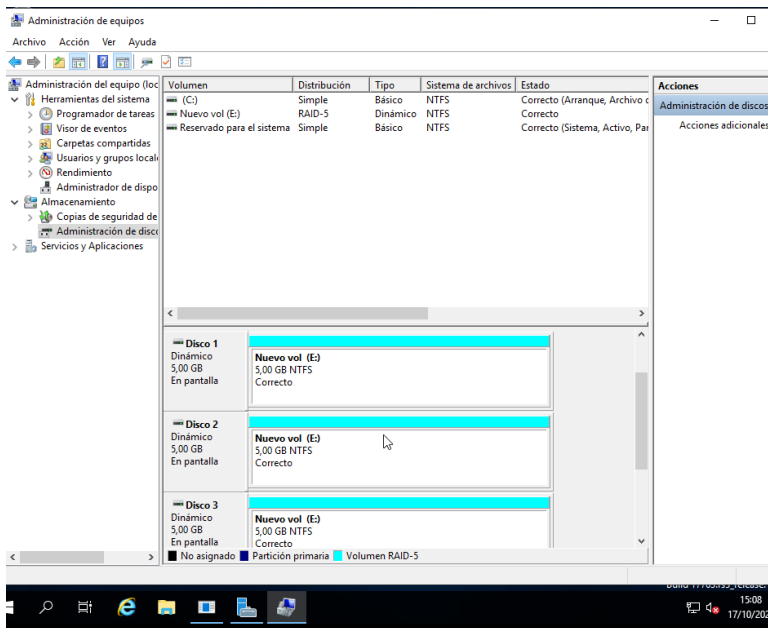 Administración de equipos
Archivo Acción Ver Ayuda
Administración del equipo (loc
Herramientas del sistema
Programador de tareas
Visor de eventos
Carpetas compartidas
Usuarios y grupos locale
Rendimiento
Administrador de dispo
Almacenamiento
Copias de seguridad de
Administración de disco
Servicios y Aplicaciones
Volumen Distribución Tipo Sistema de archivos Estado
(C:) Simple Básico NTFS Correcto (Arranque, Archivo d
Nuevo vol (E:) RAID-5 Dinámico NTFS Correcto
Reservado para el sistema Simple Básico NTFS Correcto (Sistema, Activo, Par
Acciones
Administración de discos
Acciones adicionales
Disco 1
Dinámico
5,00 GB
En pantalla
Nuevo vol (E:)
5,00 GB NTFS
Correcto
Disco 2
Dinámico
5,00 GB
En pantalla
Nuevo vol (E:)
5,00 GB NTFS
Correcto
Disco 3
Dinámico
5,00 GB
En pantalla
Nuevo vol (E:)
5,00 GB NTFS
Correcto
No asignado Partición primaria Volumen RAID-5
15:08
17/10/202